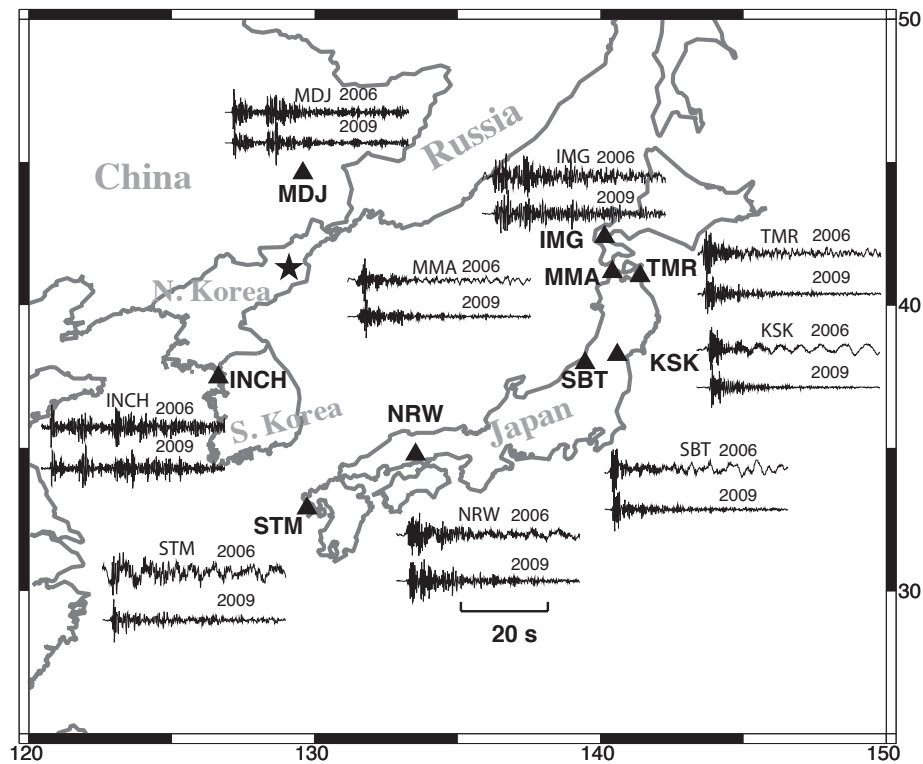 50
MDJ 2006
2009
Russia
China
MDJ
IMG 2006
2009
IMG
TMR 2006
2009
MMA 2006
2009
MMA
TMR
N. Korea
40
KSK 2006
2009
KSK
SBT
INCH
INCH 2006
2009
S. Korea
NRW
Japan
SBT 2006
2009
STM
NRW 2006
2009
STM 2006
2009
30
20 s
120
130
140
150